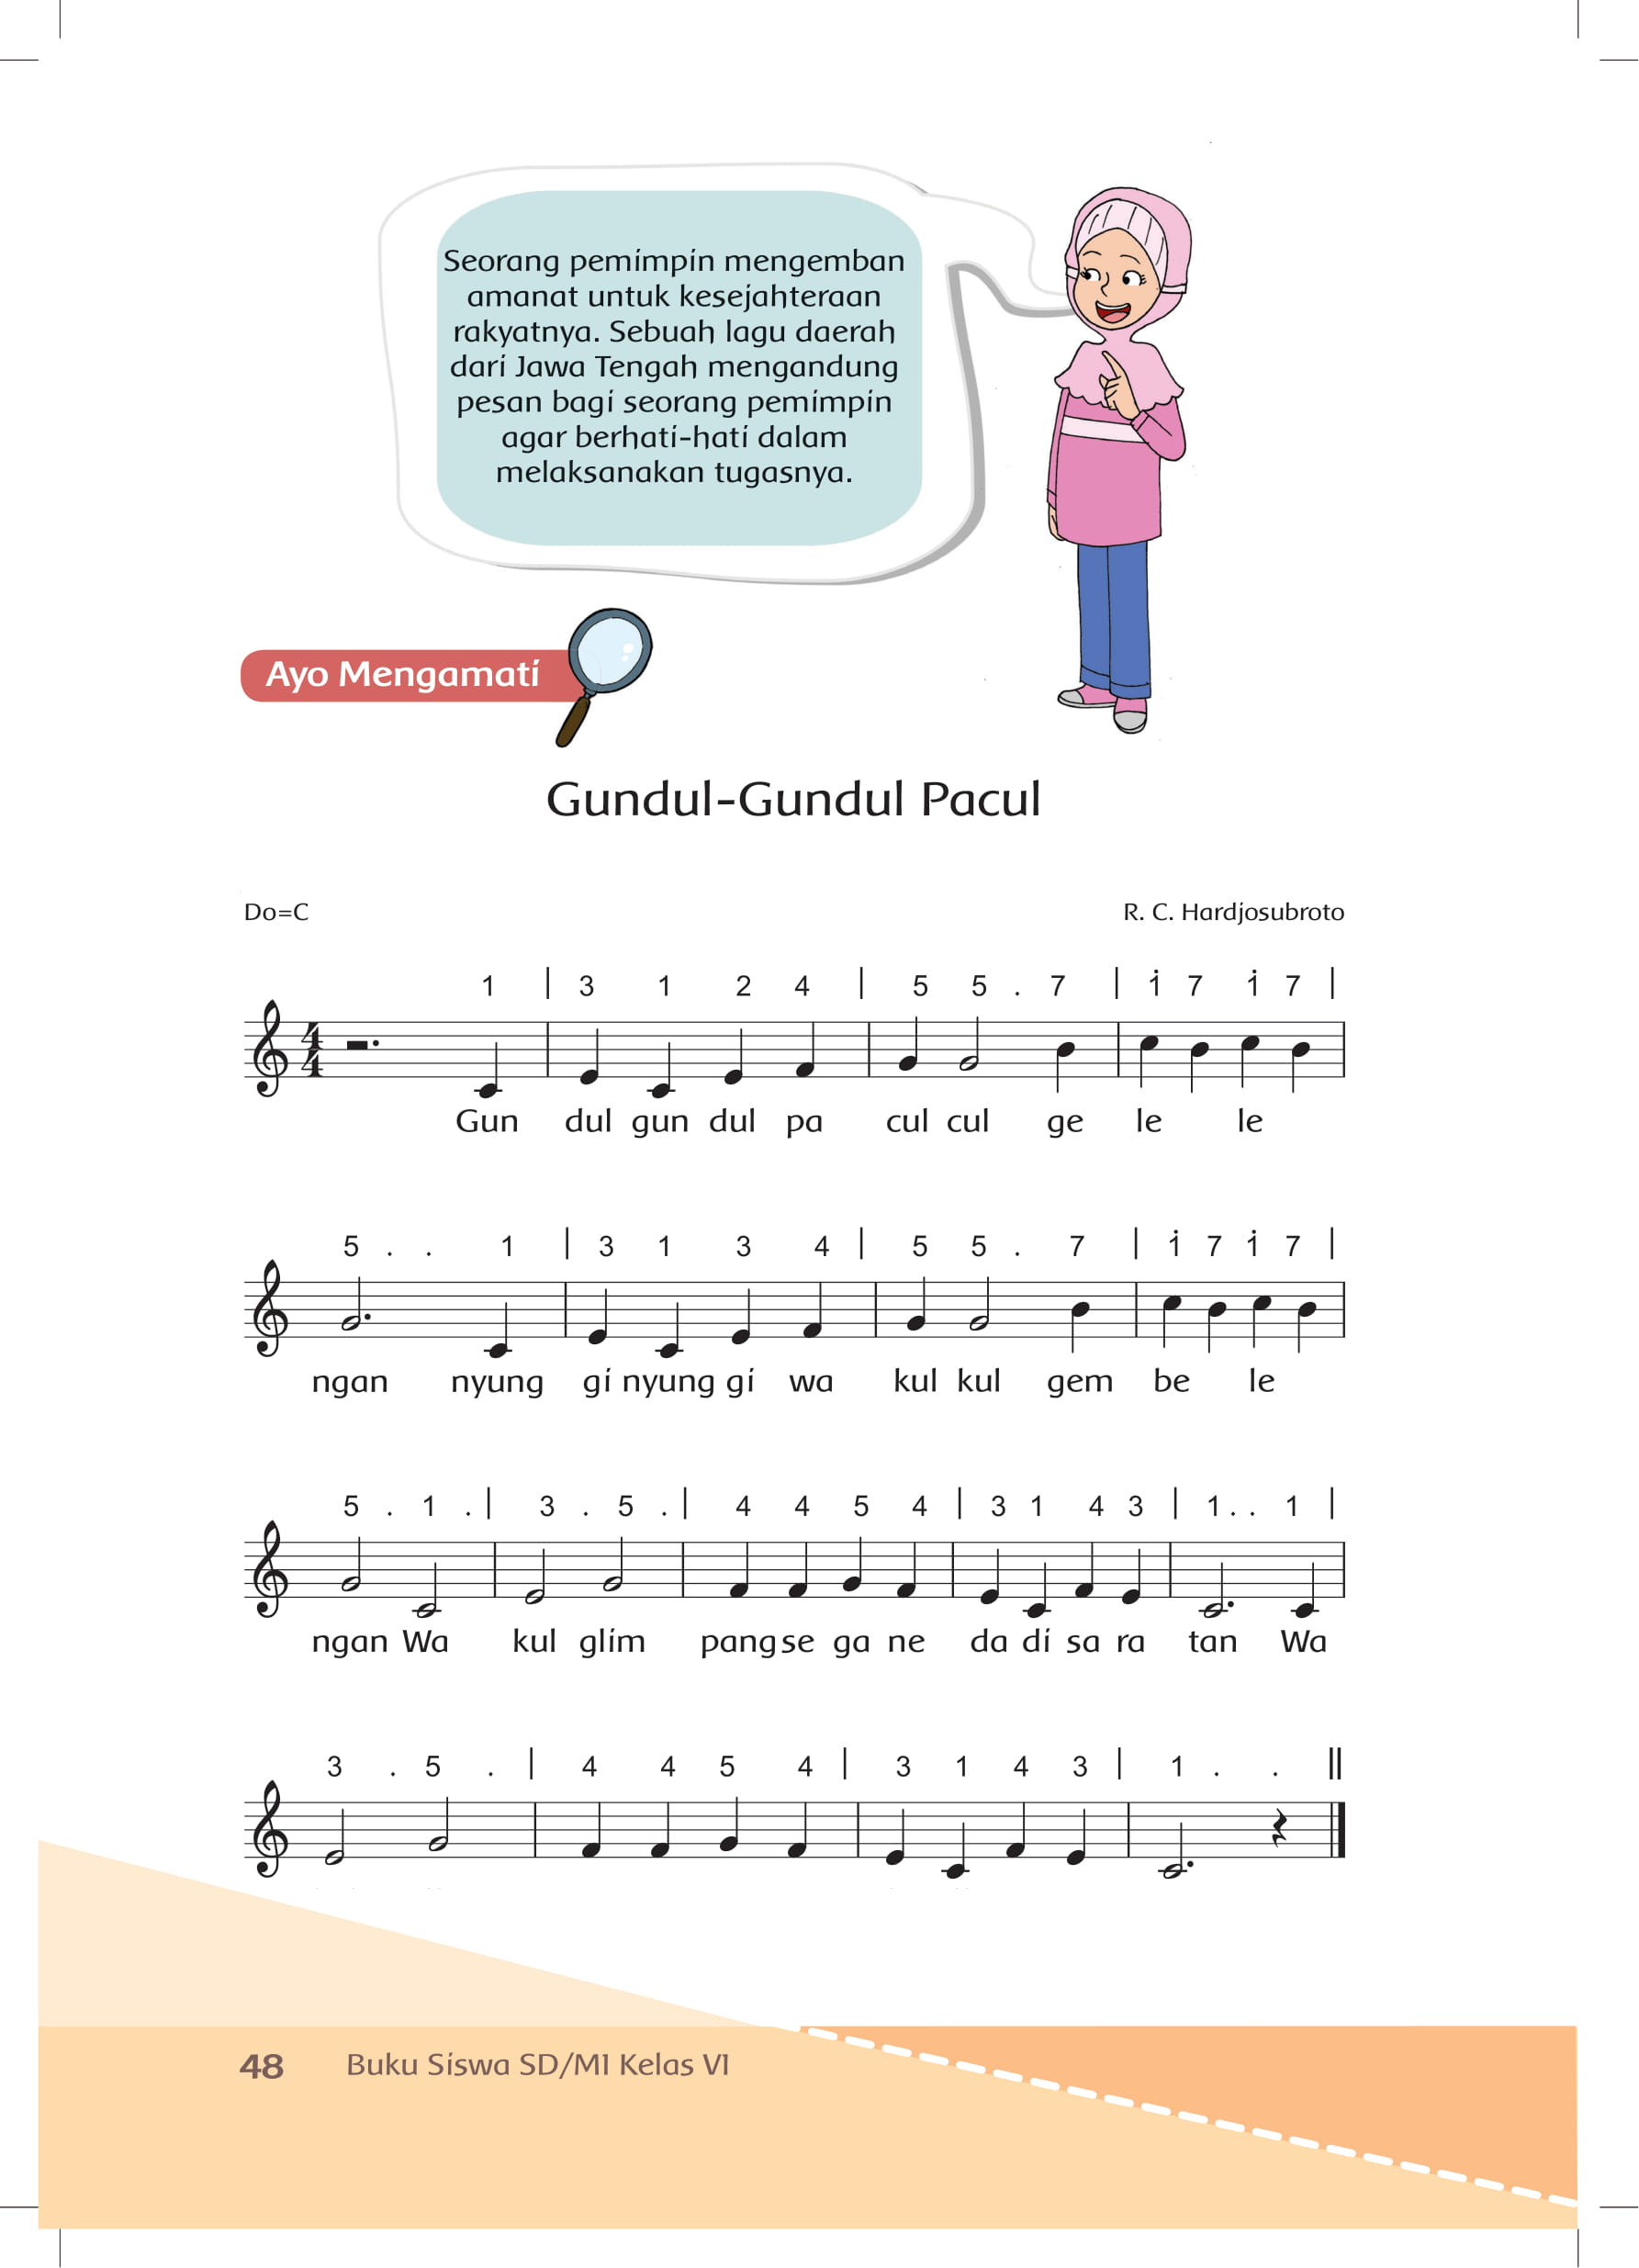 Seorang pemimpin mengemban
amanat untuk kesejahteraan
rakyatnya. Sebuah lagu daerah
dari Jawa Tengah mengandung
pesan bagi seorang pemimpin
agar berhati-hati dalam
melaksanakan tugasnya.
Ayo Mengamati
Gundul-Gundul Pacul
Do=C R. C. Hardjosubroto
1 | 3 1 2 4 | 5 5 . 7 | 1̇ 7 1̇ 7 |
4
4
Gun dul gun dul pa cul cul ge le le
5 . . 1 | 3 1 3 4 | 5 5 . 7 | 1̇ 7 1̇ 7 |
ngan nyung gi nyung gi wa kul kul gem be le
5 . 1 . | 3 . 5 . | 4 4 5 4 | 3 1 4 3 | 1 . . 1 |
ngan Wa kul glim pang se ga ne da di sa ra tan Wa
3 . 5 . | 4 4 5 4 | 3 1 4 3 | 1 . . ||
48 Buku Siswa SD/MI Kelas VI